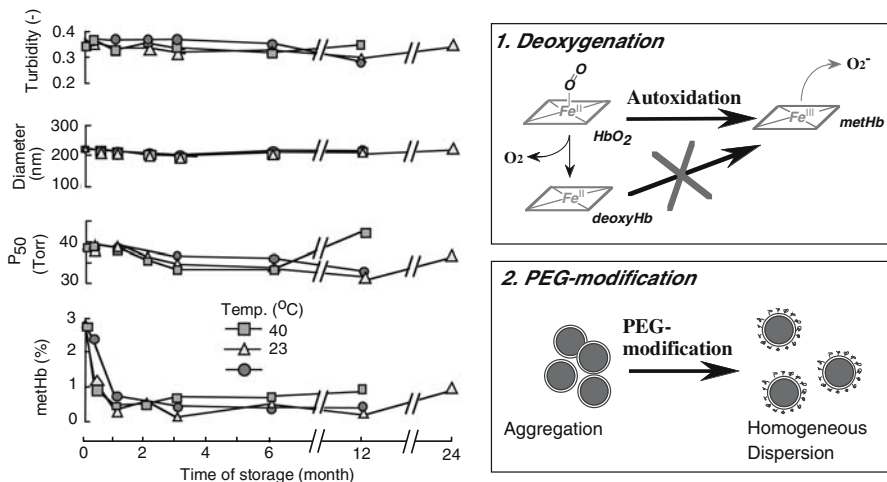 Turbidity (-)
0.4
0.3
0.2
Diameter
(nm)
300
200
100
P50
(Torr)
40
30
metHb (%)
3
2
1
0
Temp. (ºC)
40
23
0 2 4 6 12 24
Time of storage (month)
1. Deoxygenation
O
O
Fe II
HbO2
Autoxidation
O2-
Fe III
metHb
O2
Fe II
deoxyHb
2. PEG-modification
PEG-
modification
Aggregation
Homogeneous
Dispersion